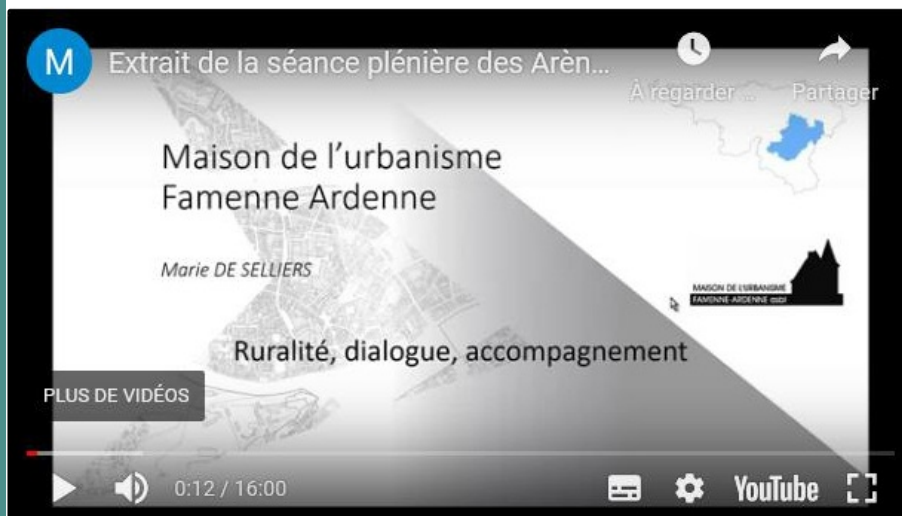 M
Extrait de la séance plénière des Arèn...
À regarder ...
Partager
Maison de l'urbanisme
Famenne Ardenne
Marie DE SELLIERS
MAISON DE L'URBANISME
FAMENNE-ARDENNE asbl
Ruralité, dialogue, accompagnement
PLUS DE VIDÉOS
0:12 / 16:00
YouTube